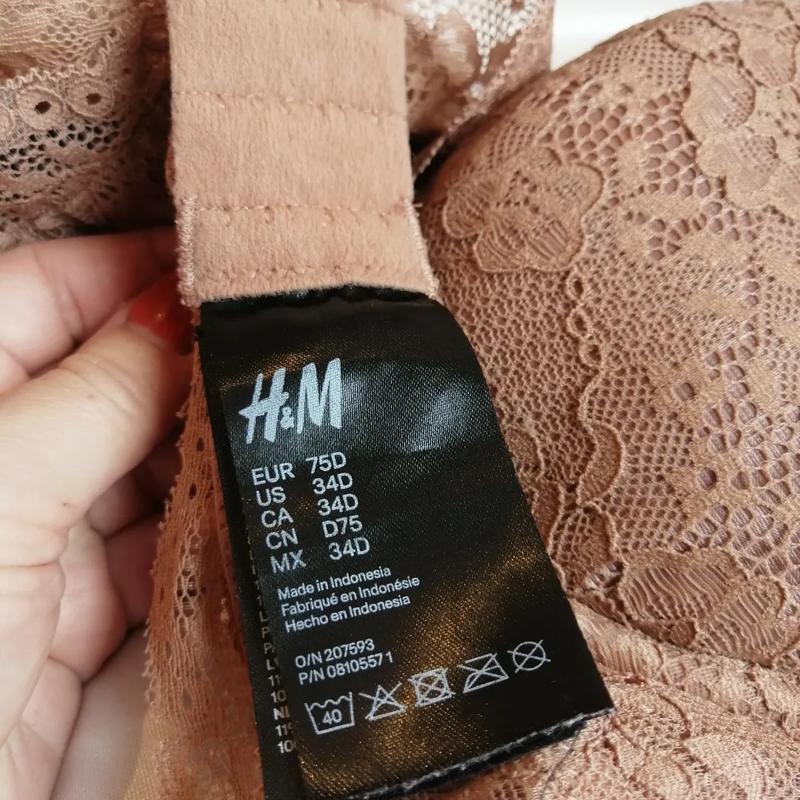 H&M
EUR 75D
US 34D
CA 34D
CN D75
MX 34D
Made in Indonesia
Fabriqué en Indonésie
Hecho en Indonesia
O/N 207593
P/N 08105571
40